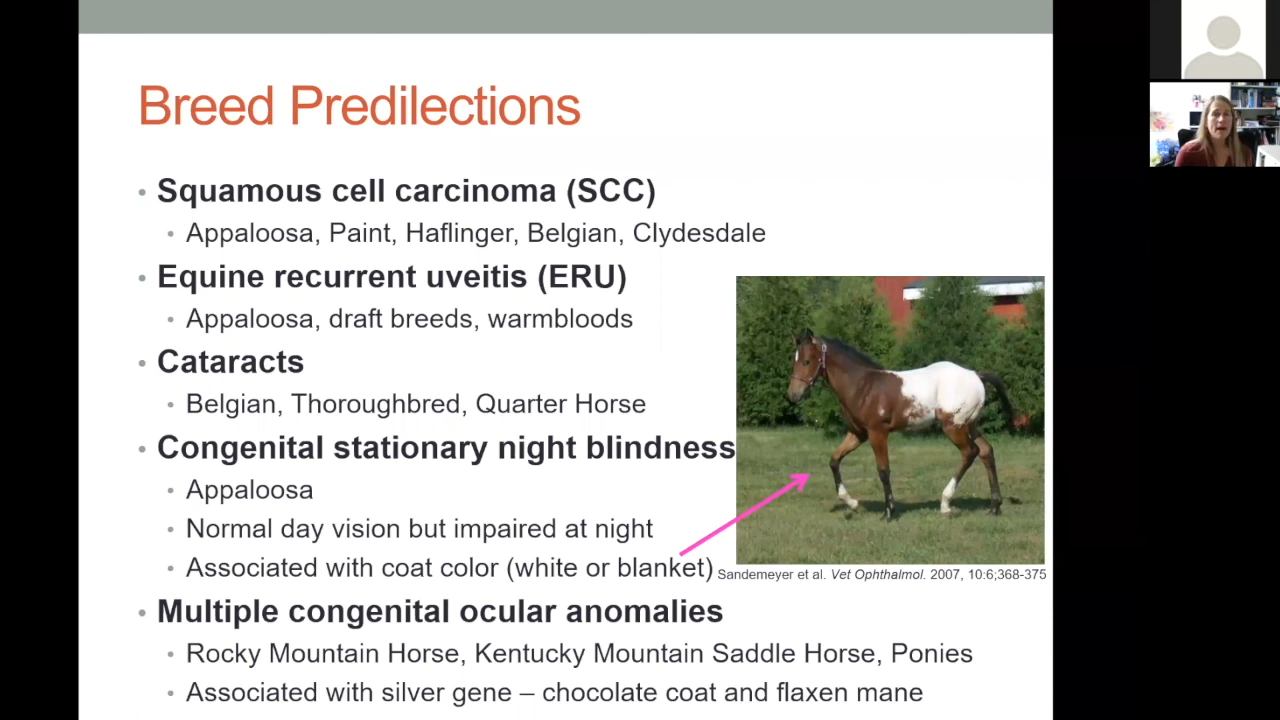 Breed Predilections
• Squamous cell carcinoma (SCC)
• Appaloosa, Paint, Haflinger, Belgian, Clydesdale
• Equine recurrent uveitis (ERU)
• Appaloosa, draft breeds, warmbloods
• Cataracts
• Belgian, Thoroughbred, Quarter Horse
• Congenital stationary night blindness
• Appaloosa
• Normal day vision but impaired at night
• Associated with coat color (white or blanket)
Sandemeyer et al. Vet Ophthalmol. 2007, 10:6;368-375
• Multiple congenital ocular anomalies
• Rocky Mountain Horse, Kentucky Mountain Saddle Horse, Ponies
• Associated with silver gene – chocolate coat and flaxen mane